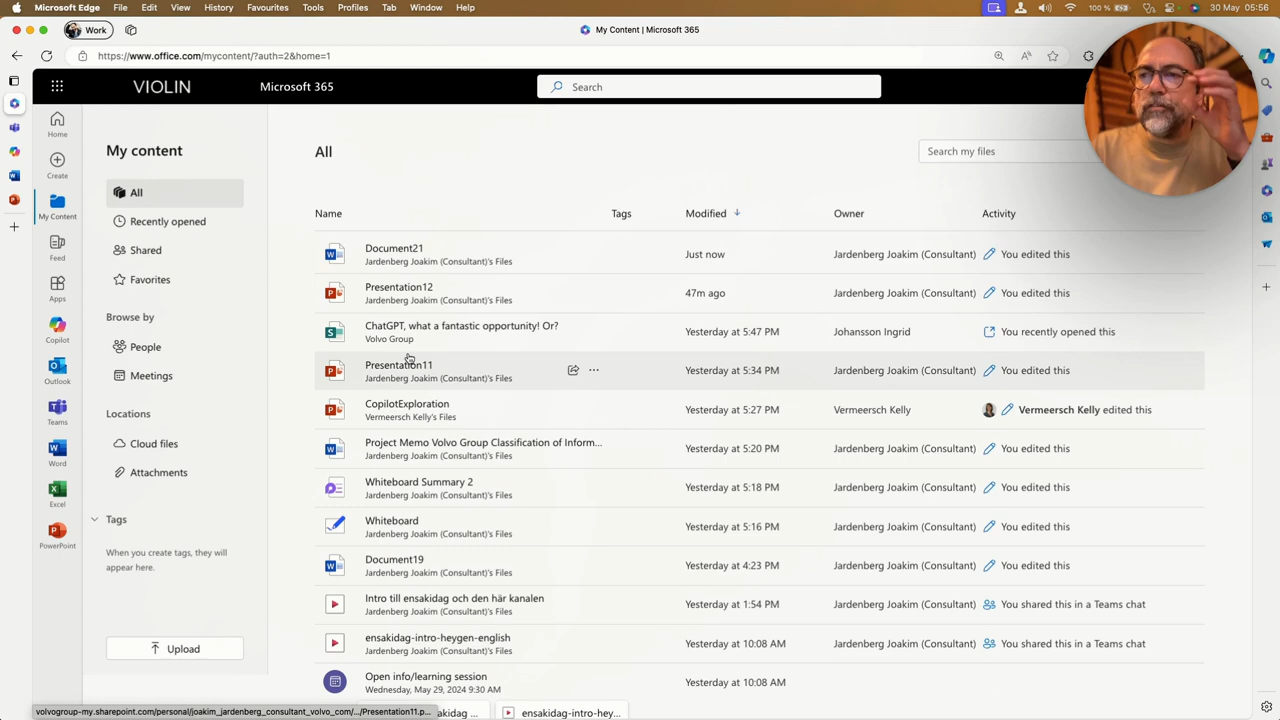 Microsoft Edge File Edit View History Favourites Tools Profiles Tab Window Help 100 % 30 May 05:56
Work My Content | Microsoft 365
https://www.office.com/mycontent/?auth=2&home=1
VIOLIN Microsoft 365 Search
Home
Create
My Content
Feed
Apps
Copilot
Outlook
Teams
Word
Excel
PowerPoint
My content
All
Recently opened
Shared
Favorites
Browse by
People
Meetings
Locations
Cloud files
Attachments
Tags
When you create tags, they will
appear here.
Upload
All Search my files
Name Tags Modified Owner Activity
Document21
Jardenberg Joakim (Consultant)'s Files Just now Jardenberg Joakim (Consultant) You edited this
Presentation12
Jardenberg Joakim (Consultant)'s Files 47m ago Jardenberg Joakim (Consultant) You edited this
ChatGPT, what a fantastic opportunity! Or?
Volvo Group Yesterday at 5:47 PM Johansson Ingrid You recently opened this
Presentation11
Jardenberg Joakim (Consultant)'s Files Yesterday at 5:34 PM Jardenberg Joakim (Consultant) You edited this
CopilotExploration
Vermeersch Kelly's Files Yesterday at 5:27 PM Vermeersch Kelly Vermeersch Kelly edited this
Project Memo Volvo Group Classification of Inform...
Jardenberg Joakim (Consultant)'s Files Yesterday at 5:20 PM Jardenberg Joakim (Consultant) You edited this
Whiteboard Summary 2
Jardenberg Joakim (Consultant)'s Files Yesterday at 5:18 PM Jardenberg Joakim (Consultant) You edited this
Whiteboard
Jardenberg Joakim (Consultant)'s Files Yesterday at 5:16 PM Jardenberg Joakim (Consultant) You edited this
Document19
Jardenberg Joakim (Consultant)'s Files Yesterday at 4:23 PM Jardenberg Joakim (Consultant) You edited this
Intro till ensakidag och den här kanalen
Jardenberg Joakim (Consultant)'s Files Yesterday at 1:54 PM Jardenberg Joakim (Consultant) You shared this in a Teams chat
ensakidag-intro-heygen-english
Jardenberg Joakim (Consultant)'s Files Yesterday at 10:08 AM Jardenberg Joakim (Consultant) You shared this in a Teams chat
Open info/learning session
Wednesday, May 29, 2024 9:30 AM Yesterday at 10:08 AM
volvogroup-my.sharepoint.com/personal/joakim_jardenberg_consultant_volvo_com/.../Presentation11.p... kidag ... ensakidag-intro-hey...